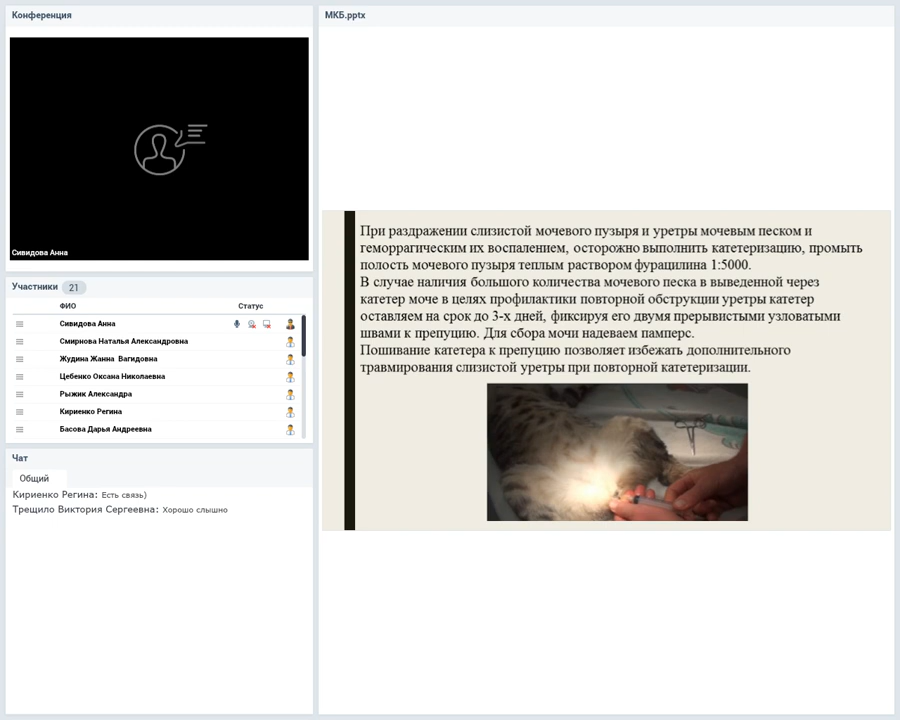 Конференция
Сивидова Анна
Участники 21
ФИО Статус
Сивидова Анна
Смирнова Наталья Александровна
Жудина Жанна Вагидовна
Цебенко Оксана Николаевна
Рыжик Александра
Кириенко Регина
Басова Дарья Андреевна
Чат
Общий
Кириенко Регина: Есть связь)
Трещило Виктория Сергеевна: Хорошо слышно
МКБ.pptx
При раздражении слизистой мочевого пузыря и уретры мочевым песком и
геморрагическим их воспалением, осторожно выполнить катетеризацию, промыть
полость мочевого пузыря теплым раствором фурацилина 1:5000.
В случае наличия большого количества мочевого песка в выведенной через
катетер моче в целях профилактики повторной обструкции уретры катетер
оставляем на срок до 3-х дней, фиксируя его двумя прерывистыми узловатыми
швами к препуцию. Для сбора мочи надеваем памперс.
Пошивание катетера к препуцию позволяет избежать дополнительного
травмирования слизистой уретры при повторной катетеризации.